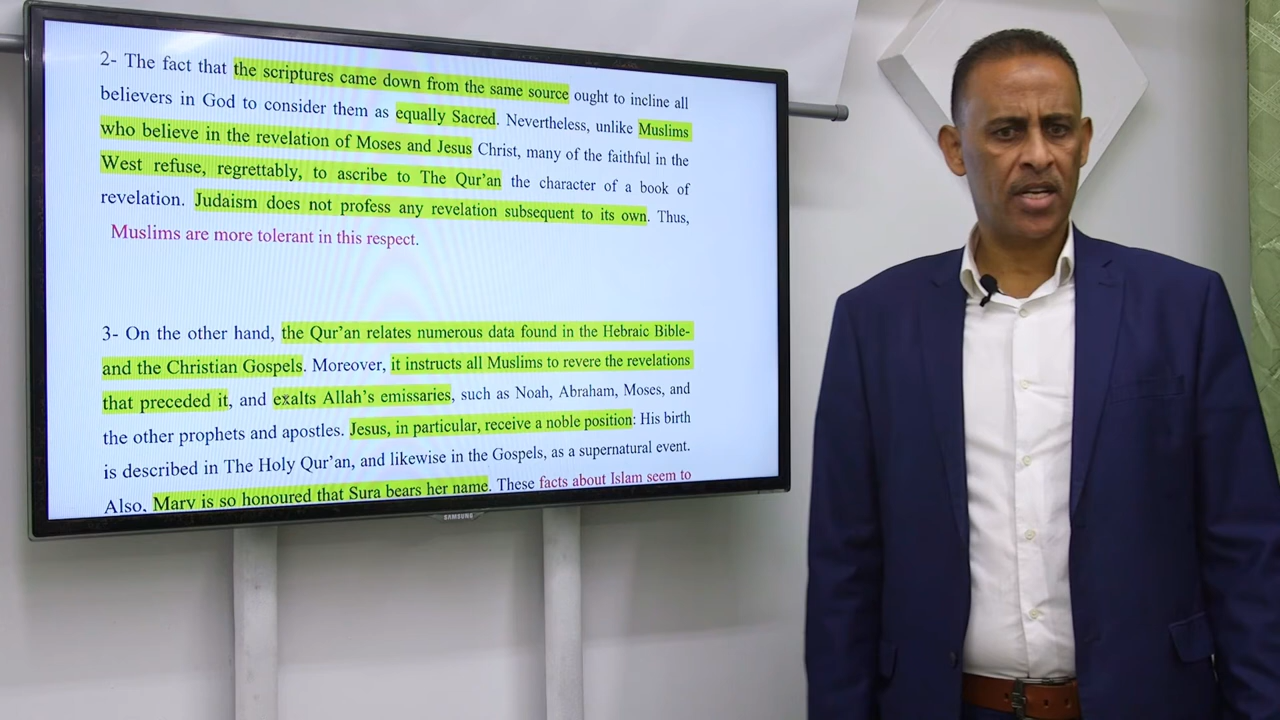 2- The fact that the scriptures came down from the same source ought to incline all
believers in God to consider them as equally Sacred. Nevertheless, unlike Muslims
who believe in the revelation of Moses and Jesus Christ, many of the faithful in the
West refuse, regrettably, to ascribe to The Qur’an the character of a book of
revelation. Judaism does not profess any revelation subsequent to its own. Thus,
Muslims are more tolerant in this respect.
3- On the other hand, the Qur’an relates numerous data found in the Hebraic Bible-
and the Christian Gospels. Moreover, it instructs all Muslims to revere the revelations
that preceded it, and exalts Allah’s emissaries, such as Noah, Abraham, Moses, and
the other prophets and apostles. Jesus, in particular, receive a noble position: His birth
is described in The Holy Qur’an, and likewise in the Gospels, as a supernatural event.
Also, Mary is so honoured that Sura bears her name. These facts about Islam seem to
SAMSUNG